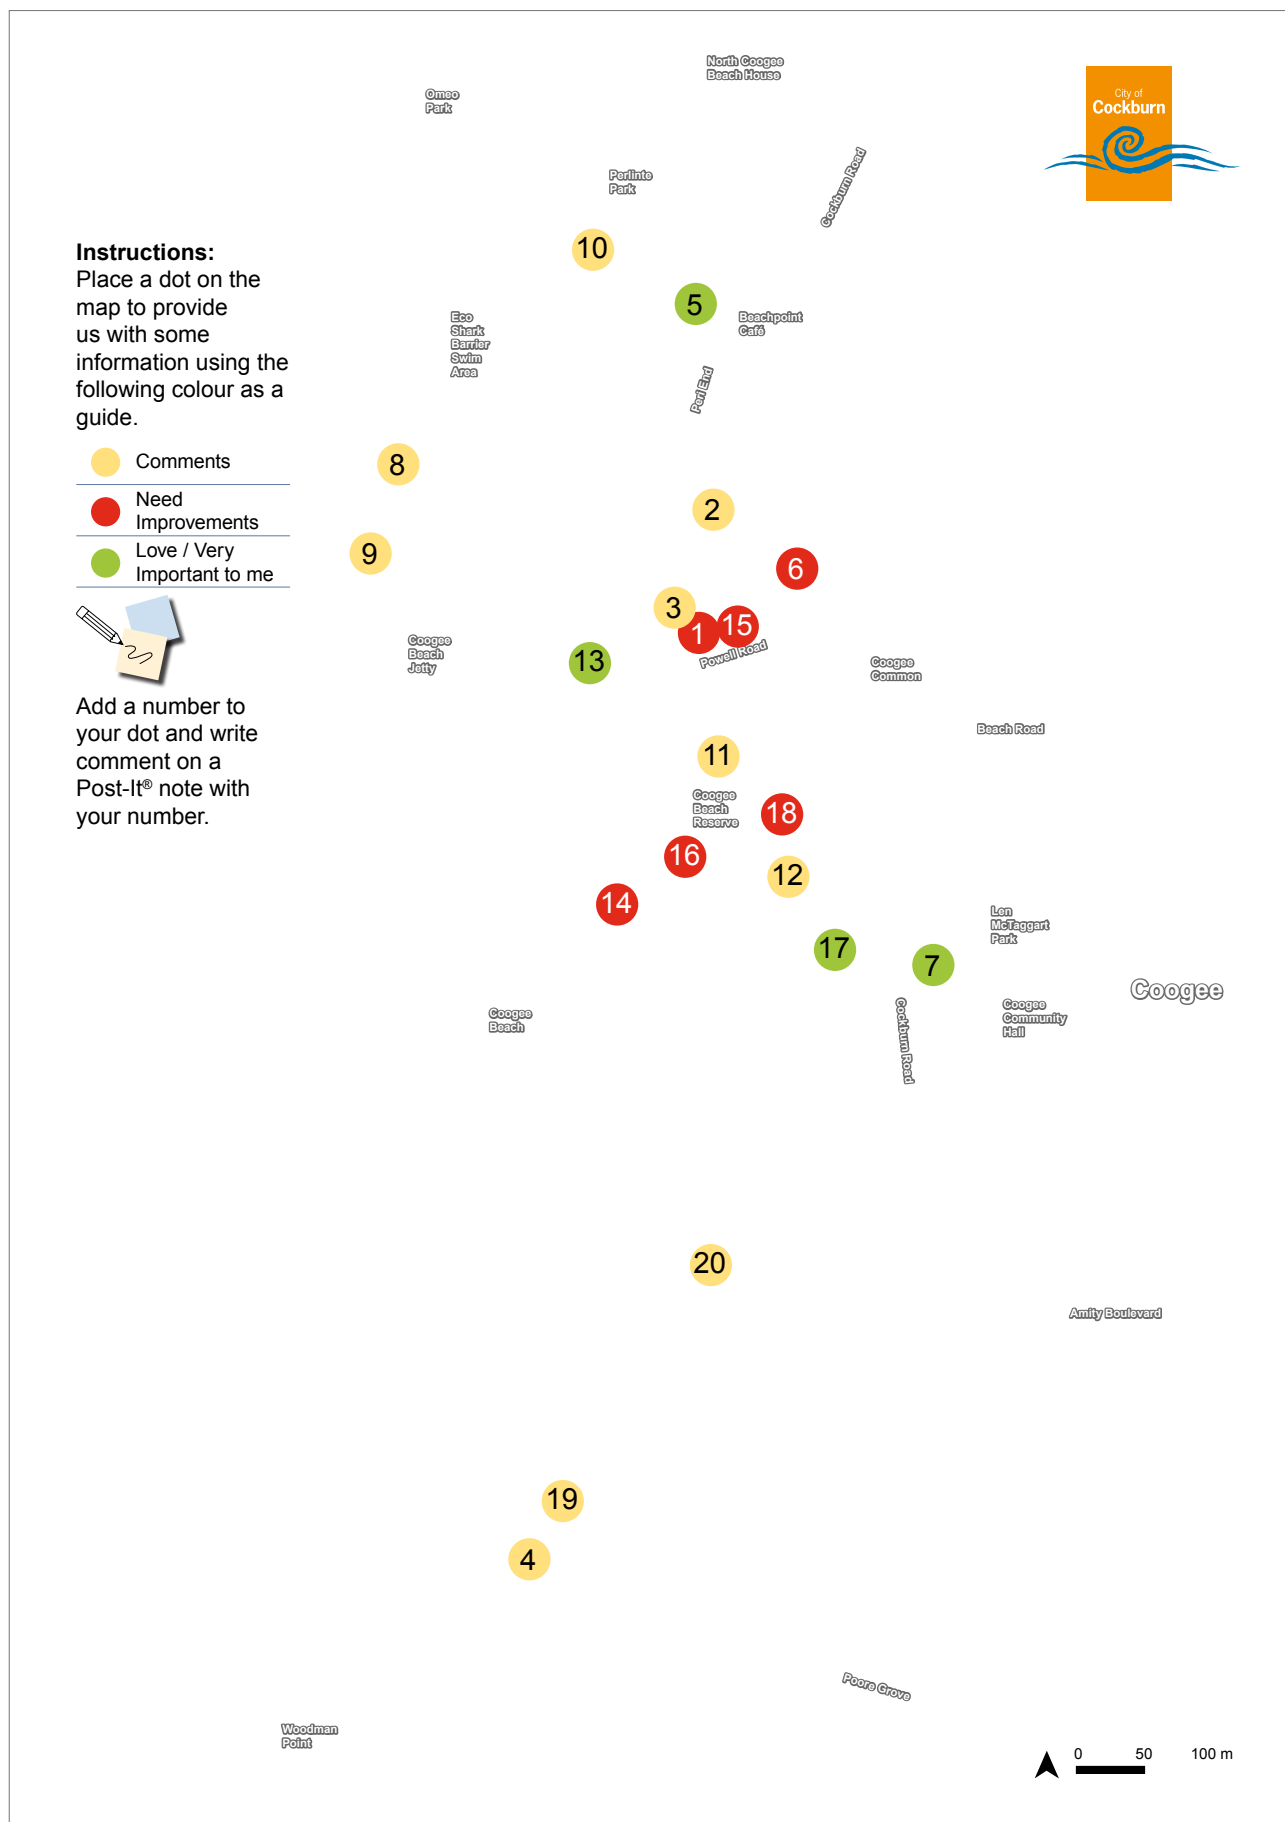 North Coogee
Beach House
Omeo
Park
City of
Cockburn
Cockburn Road
Perlinte
Park
10
Instructions:
Place a dot on the
map to provide
us with some
information using the
following colour as a
guide.
5
Beachpoint
Café
Eco
Shark
Barrier
Swim
Area
Peri End
Comments
Need
Improvements
Love / Very
Important to me
8
2
9
6
3
1
15
Powell Road
13
Coogee
Beach
Jetty
Coogee
Common
Add a number to
your dot and write
comment on a
Post-It® note with
your number.
Beach Road
11
Coogee
Beach
Reserve
18
16
12
14
Len
McTaggart
Park
17
7
Coogee
Coogee
Community
Hall
Cockburn Road
Coogee
Beach
20
Amity Boulevard
19
4
Poore Grove
Woodman
Point
0 50 100 m